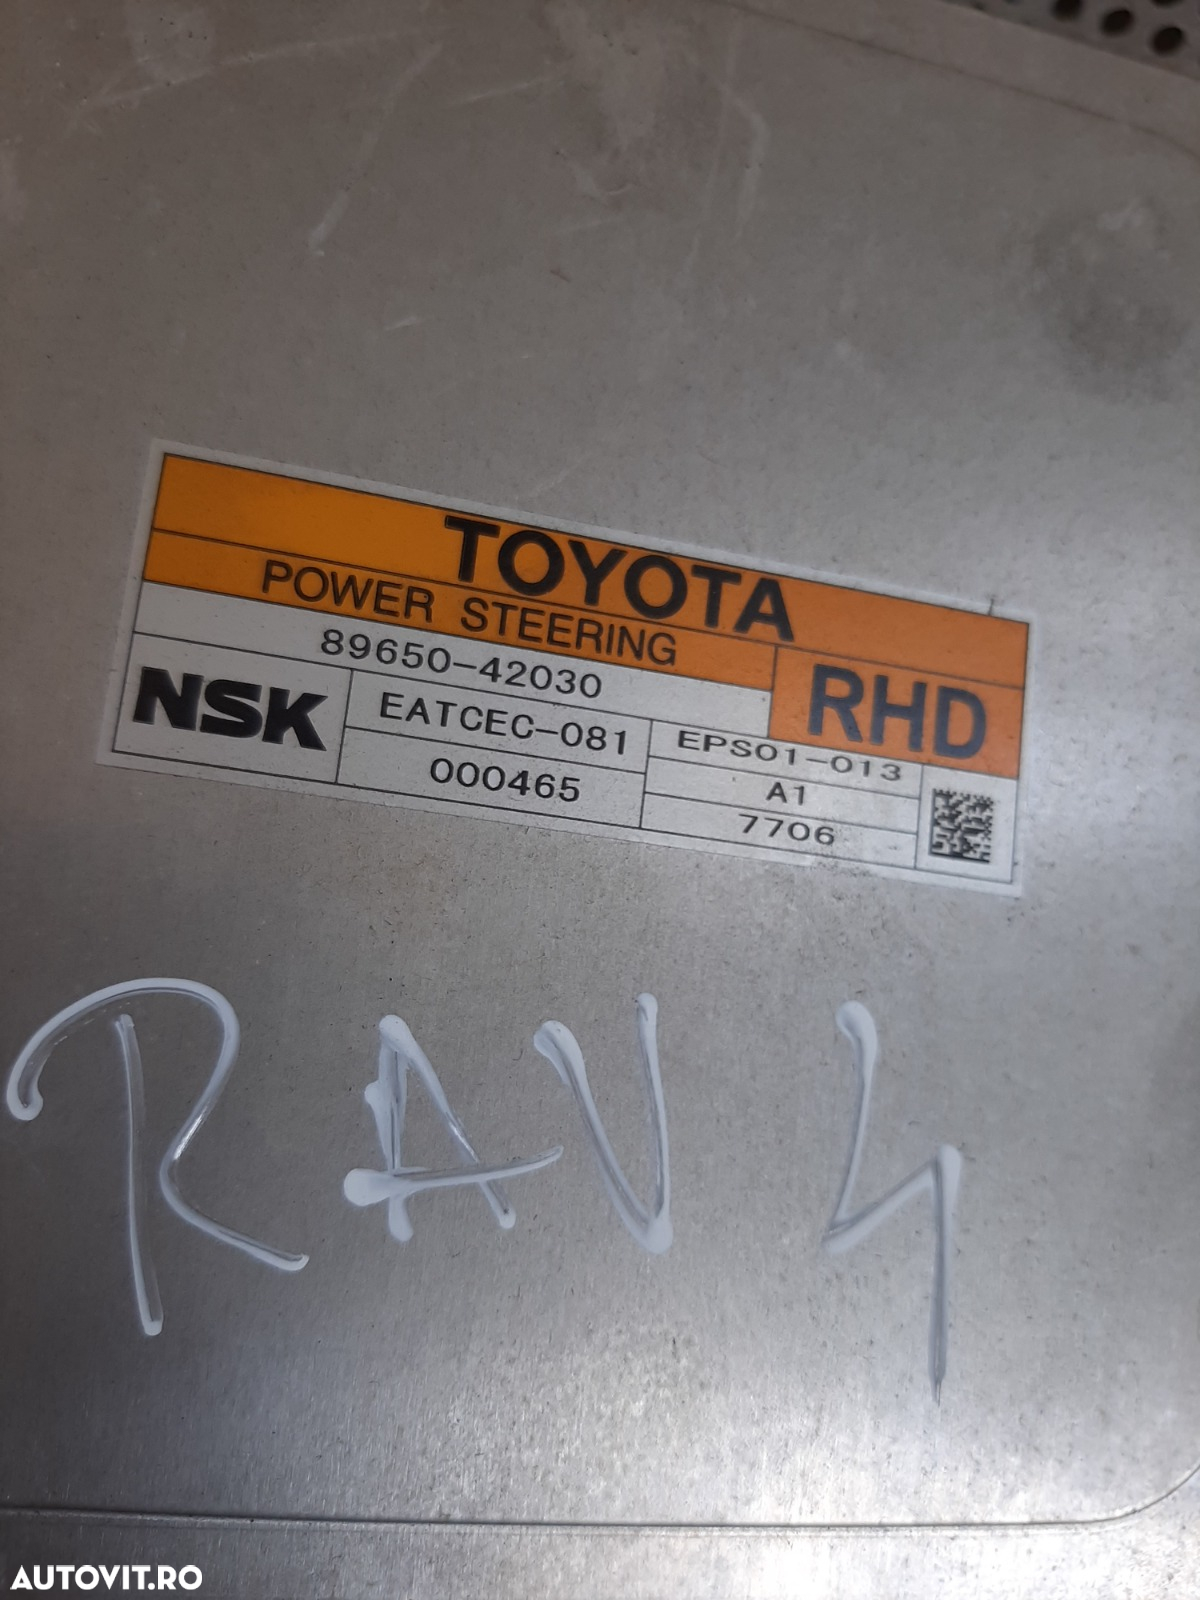 TOYOTA
POWER STEERING
RHD
89650-42030
NSK
EATCEC-081
EPS01-013
000465
A1
7706
RAV4
AUTOVIT.RO